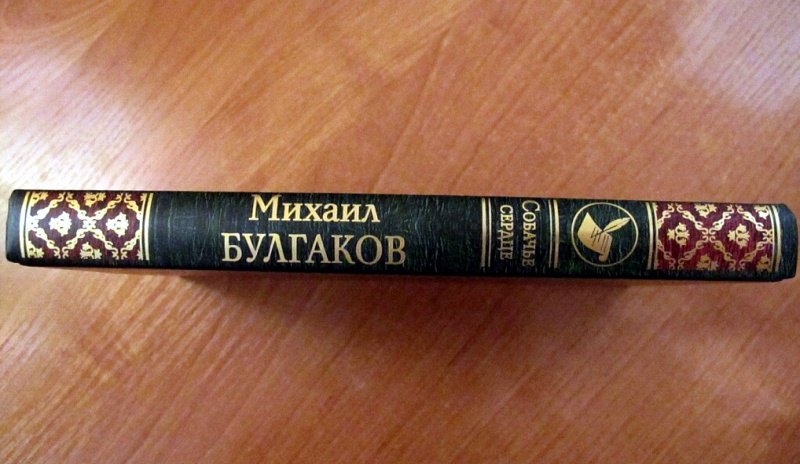 Михаил
БУЛГАКОВ
Собачье
сердце